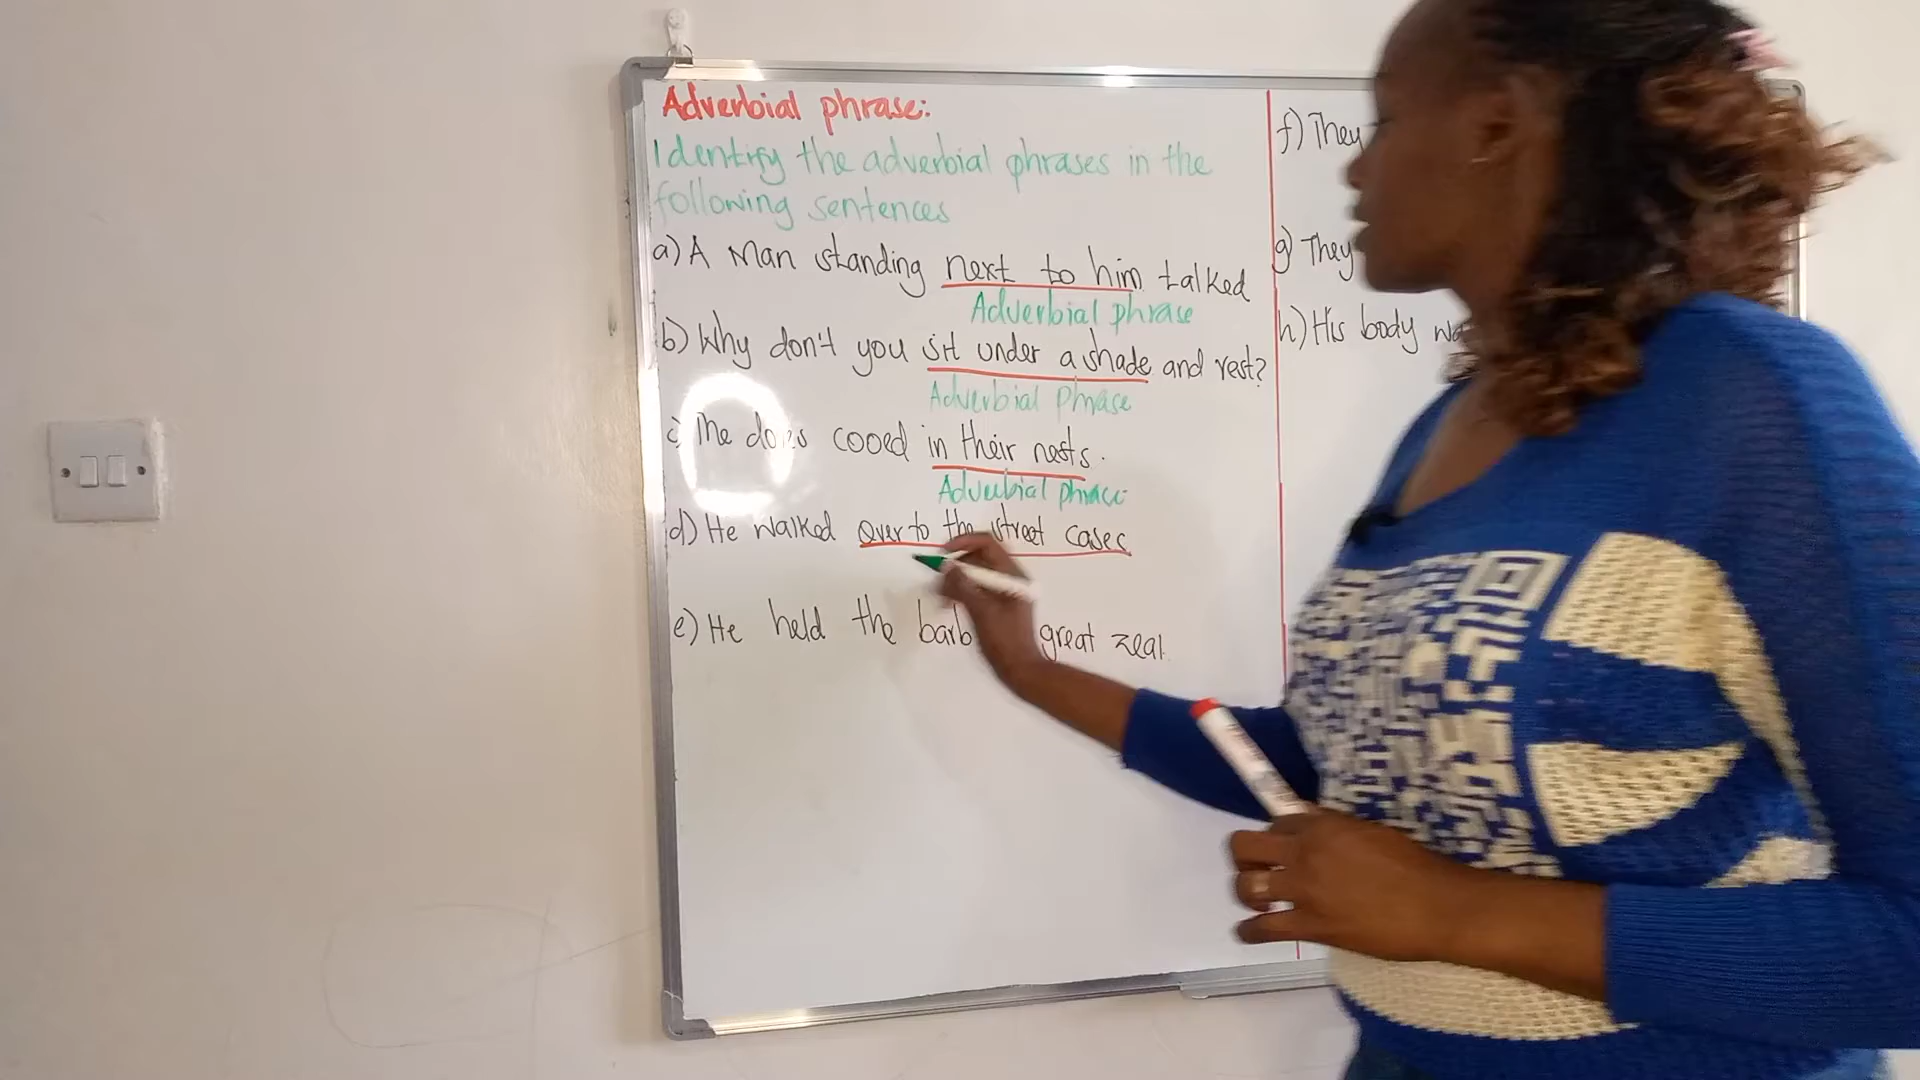 Adverbial phrase:
Identify the adverbial phrases in the
following sentences
a) A Man standing next to him talked
Adverbial phrase
b) Why don't you sit under a shade and rest?
Adverbial Phrase
c) The cooed in their nests.
Adverbial phrase
d) He walked over to the street cases
e) He held the great zeal.
f) They
g) They
h) His body